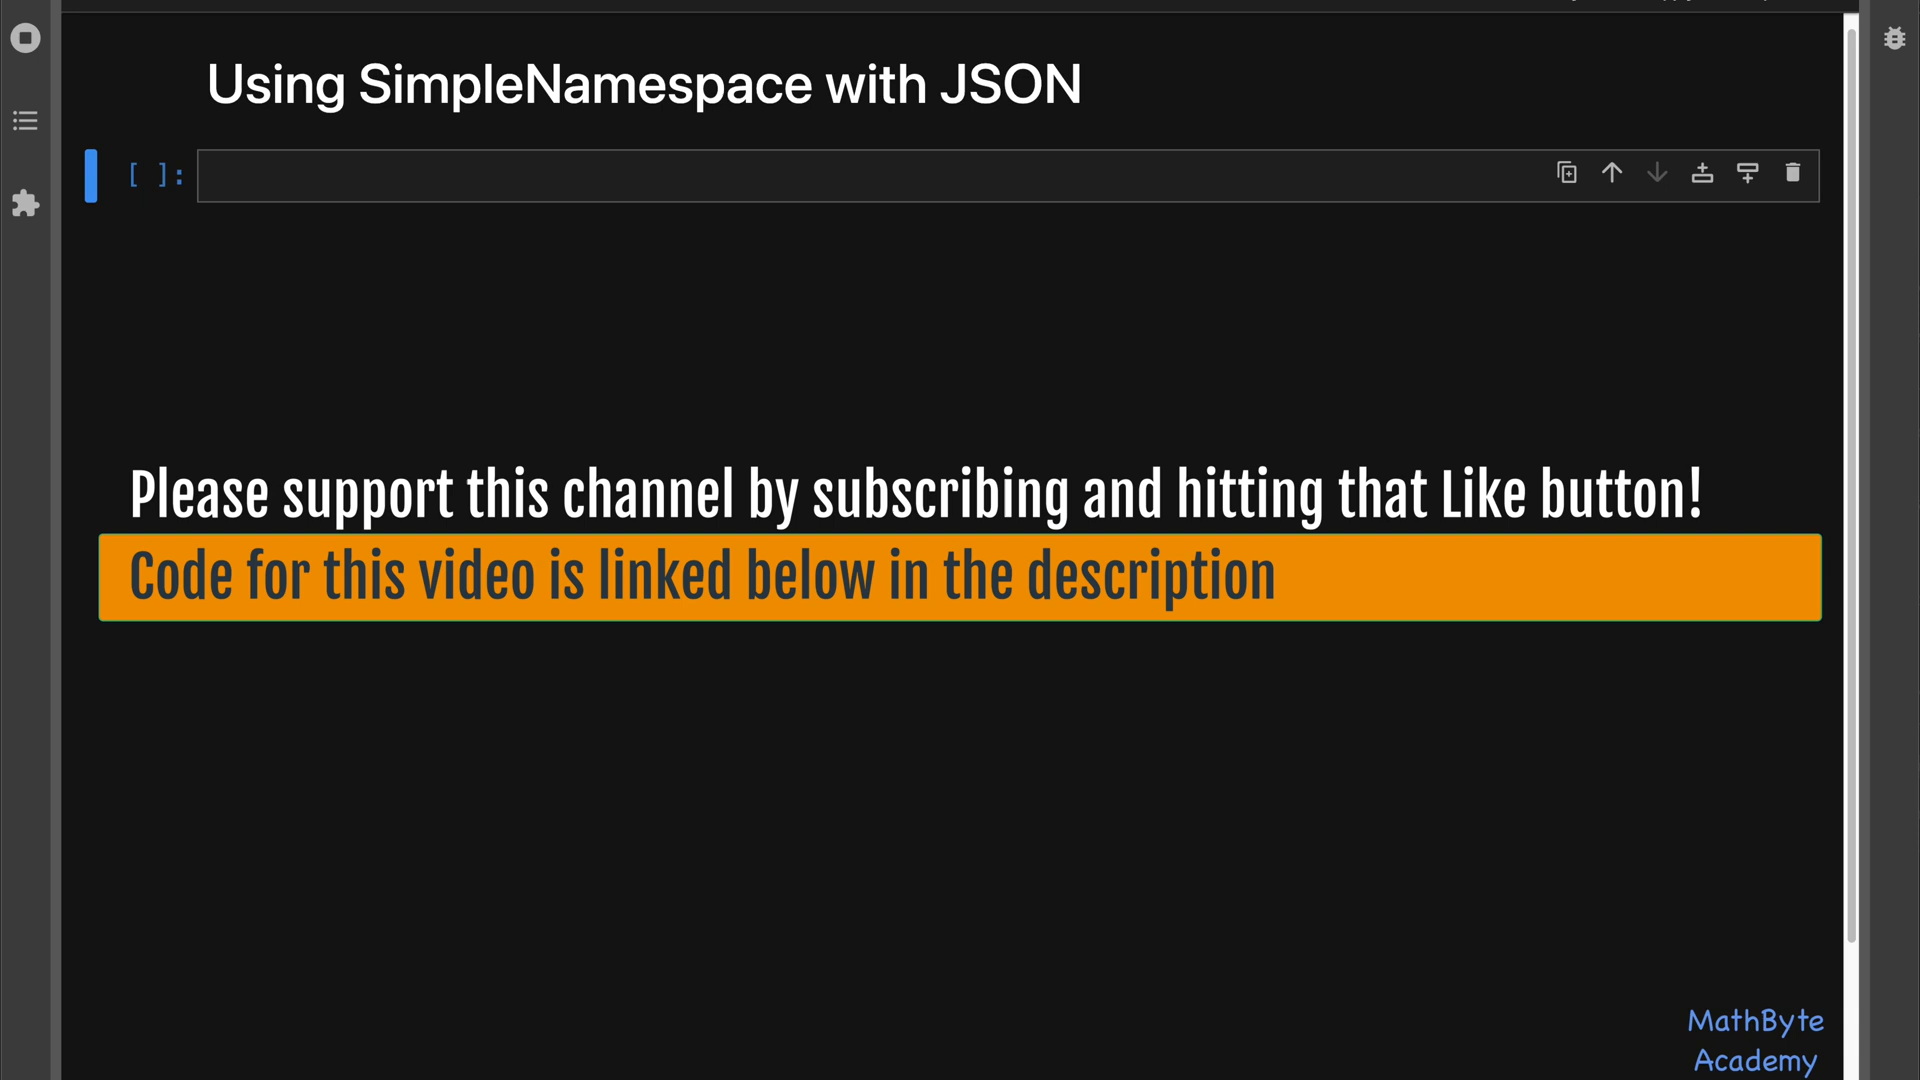 Using SimpleNamespace with JSON
[ ]:
Please support this channel by subscribing and hitting that Like button!
Code for this video is linked below in the description
MathByte
Academy